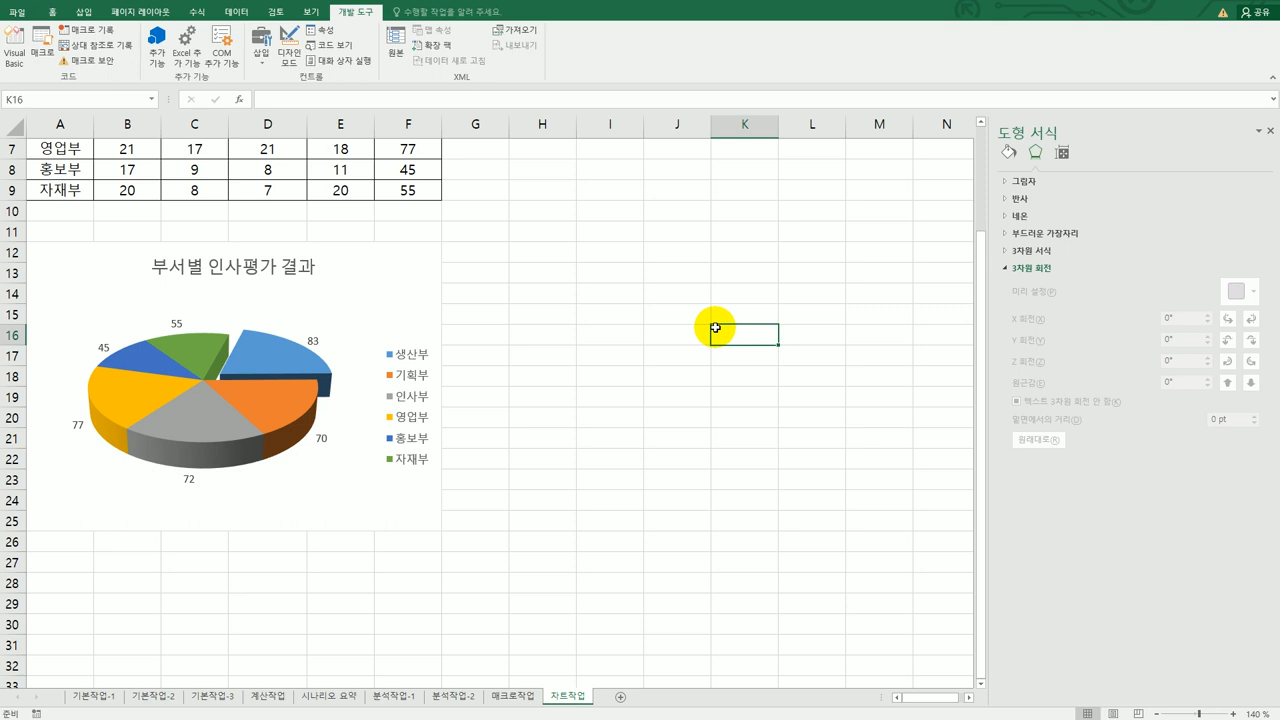 파일 홈 삽입 페이지 레이아웃 수식 데이터 검토 보기 개발 도구 수행할 작업을 알려 주세요. 공유
Visual Basic 매크로 매크로 기록 상대 참조로 기록 매크로 보안
추가 기능 Excel 추가 기능 COM 추가 기능
삽입 디자인 모드 속성 코드 보기 대화 상자 실행
원본 맵 속성 확장 팩 데이터 새로 고침 가져오기 내보내기
코드 추가 기능 컨트롤 XML
K16 fx
A B C D E F G H I J K L M N
7 영업부 21 17 21 18 77
8 홍보부 17 9 8 11 45
9 자재부 20 8 7 20 55
10
11
12
13
14
15
16
17
18
19
20
21
22
23
24
25
26
27
28
29
30
31
32
33
부서별 인사평가 결과
55
83
45
77
70
72
생산부
기획부
인사부
영업부
홍보부
자재부
도형 서식
그림자
반사
네온
부드러운 가장자리
3차원 서식
3차원 회전
미리 설정(P)
X 회전(X) 0°
Y 회전(Y) 0°
Z 회전(Z) 0°
원근감(E) 0°
텍스트 3차원 회전 안 함(K)
밑면에서의 거리(D) 0 pt
원래대로(R)
기본작업-1 기본작업-2 기본작업-3 계산작업 시나리오 요약 분석작업-1 분석작업-2 매크로작업 차트작업
준비 140 %